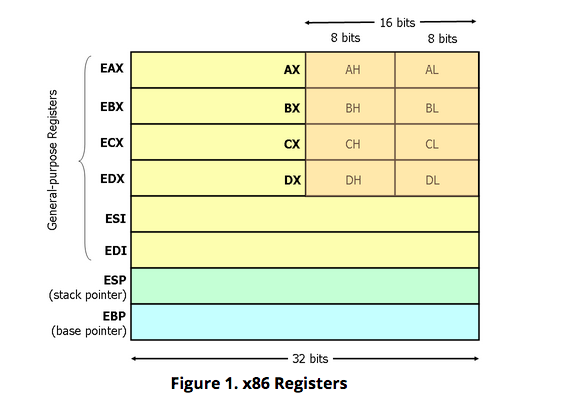 16 bits
8 bits 8 bits
EAX AX AH AL
EBX BX BH BL
ECX CX CH CL
EDX DX DH DL
ESI
EDI
ESP
(stack pointer)
EBP
(base pointer)
General-purpose Registers
32 bits
Figure 1. x86 Registers